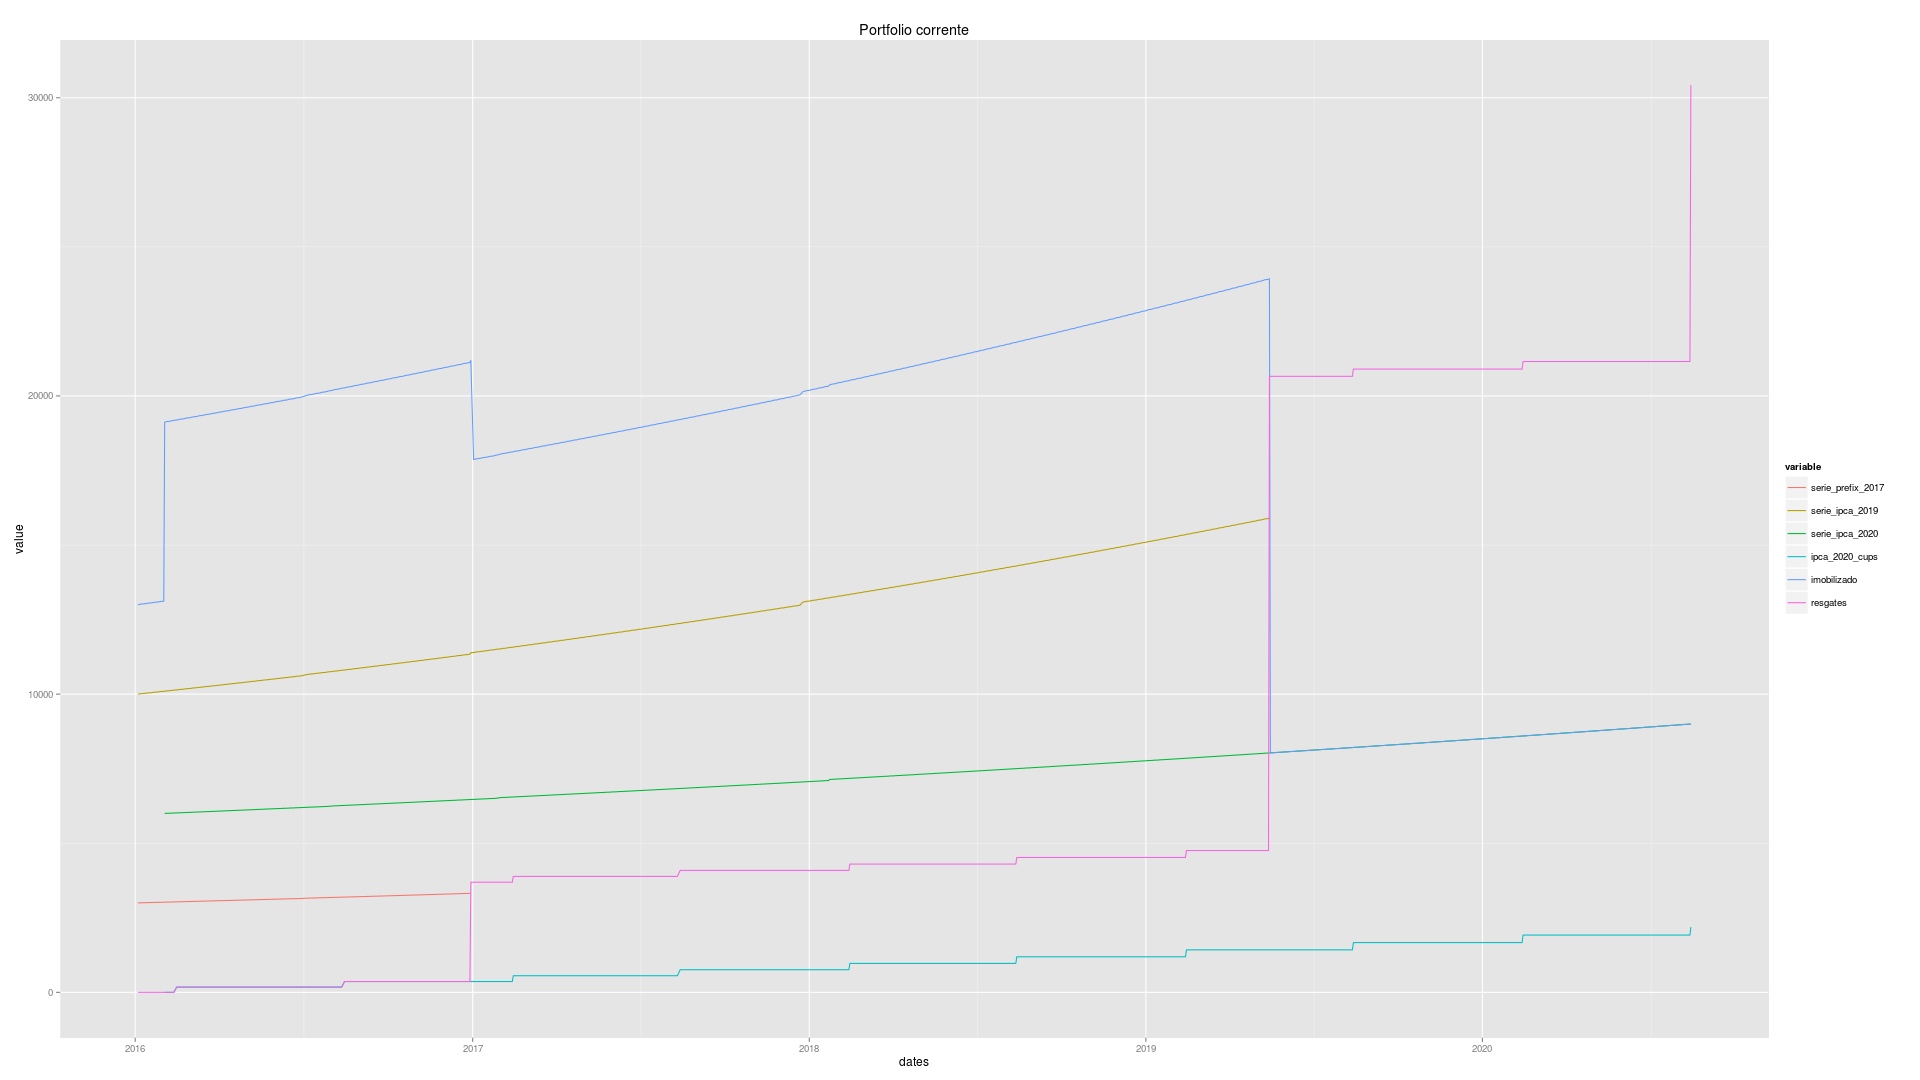 Portfolio corrente
30000
20000
10000
0
value
2016
2017
2018
2019
2020
dates
variable
serie_prefix_2017
serie_ipca_2019
serie_ipca_2020
ipca_2020_cups
imobilizado
resgates